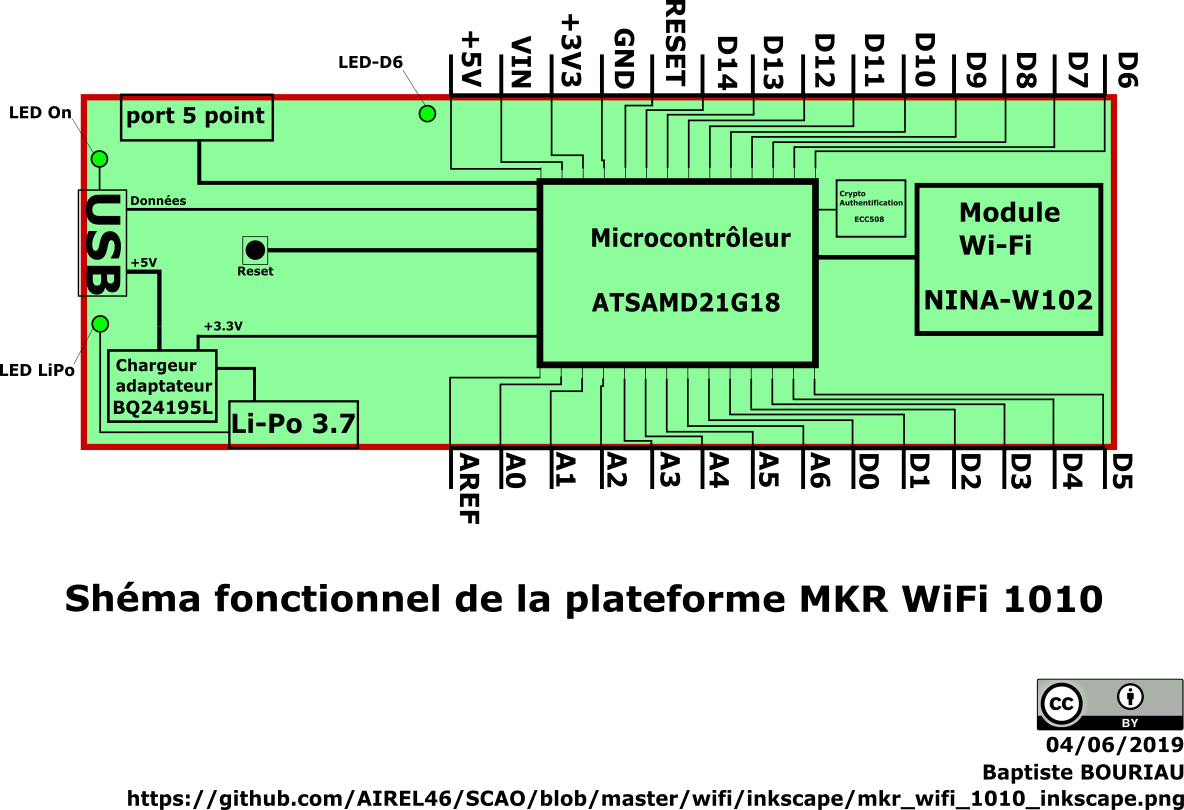 +5V
VIN
+3V3
GND
RESET
D14
D13
D12
D11
D10
D9
D8
D7
D6
LED-D6
LED On
port 5 point
USB
Données
+5V
Reset
+3.3V
LED LiPo
Chargeur
adaptateur
BQ24195L
Li-Po 3.7
Microcontrôleur
ATSAMD21G18
Crypto
Authentification
ECC508
Module
Wi-Fi
NINA-W102
AREF
A0
A1
A2
A3
A4
A5
A6
D0
D1
D2
D3
D4
D5
Shéma fonctionnel de la plateforme MKR WiFi 1010
cc
BY
04/06/2019
Baptiste BOURIAU
https://github.com/AIREL46/SCAO/blob/master/wifi/inkscape/mkr_wifi_1010_inkscape.png